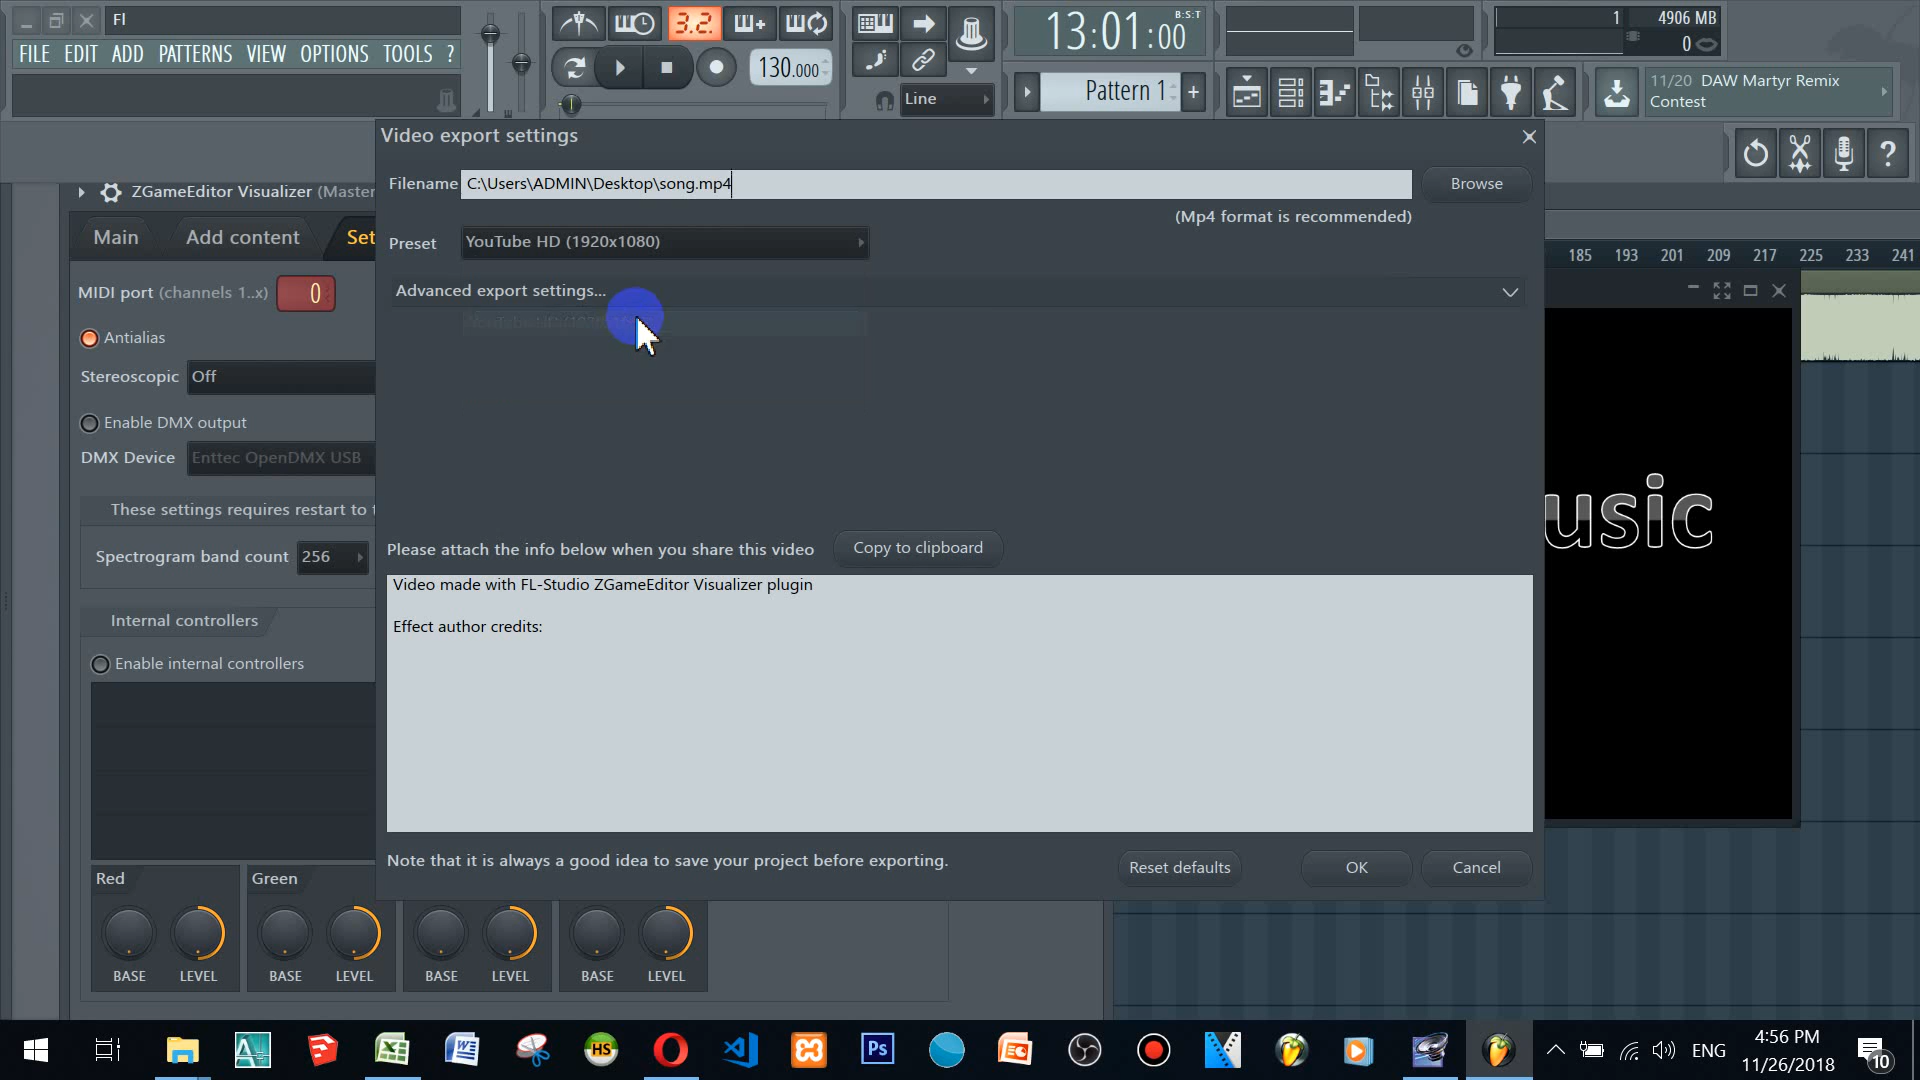 Fl
FILE EDIT ADD PATTERNS VIEW OPTIONS TOOLS ?
3.2.
130.000
Line
13:01:00
B:S:T
Pattern 1
+
1
4906 MB
0
11/20 DAW Martyr Remix
Contest
?
ZGameEditor Visualizer (Master
Main
Add content
Set
MIDI port (channels 1..x)
0
Antialias
Stereoscopic
Off
Enable DMX output
DMX Device
Enttec OpenDMX USB
These settings requires restart to t
Spectrogram band count
256
Internal controllers
Enable internal controllers
Red
Green
BASE LEVEL BASE LEVEL BASE LEVEL BASE LEVEL
Video export settings
Filename
C:\Users\ADMIN\Desktop\song.mp4
Browse
(Mp4 format is recommended)
Preset
YouTube HD (1920x1080)
Advanced export settings...
Please attach the info below when you share this video
Copy to clipboard
Video made with FL-Studio ZGameEditor Visualizer plugin
Effect author credits:
Note that it is always a good idea to save your project before exporting.
Reset defaults
OK
Cancel
185 193 201 209 217 225 233 241
usic
HS
Ps
ENG
4:56 PM
11/26/2018
10